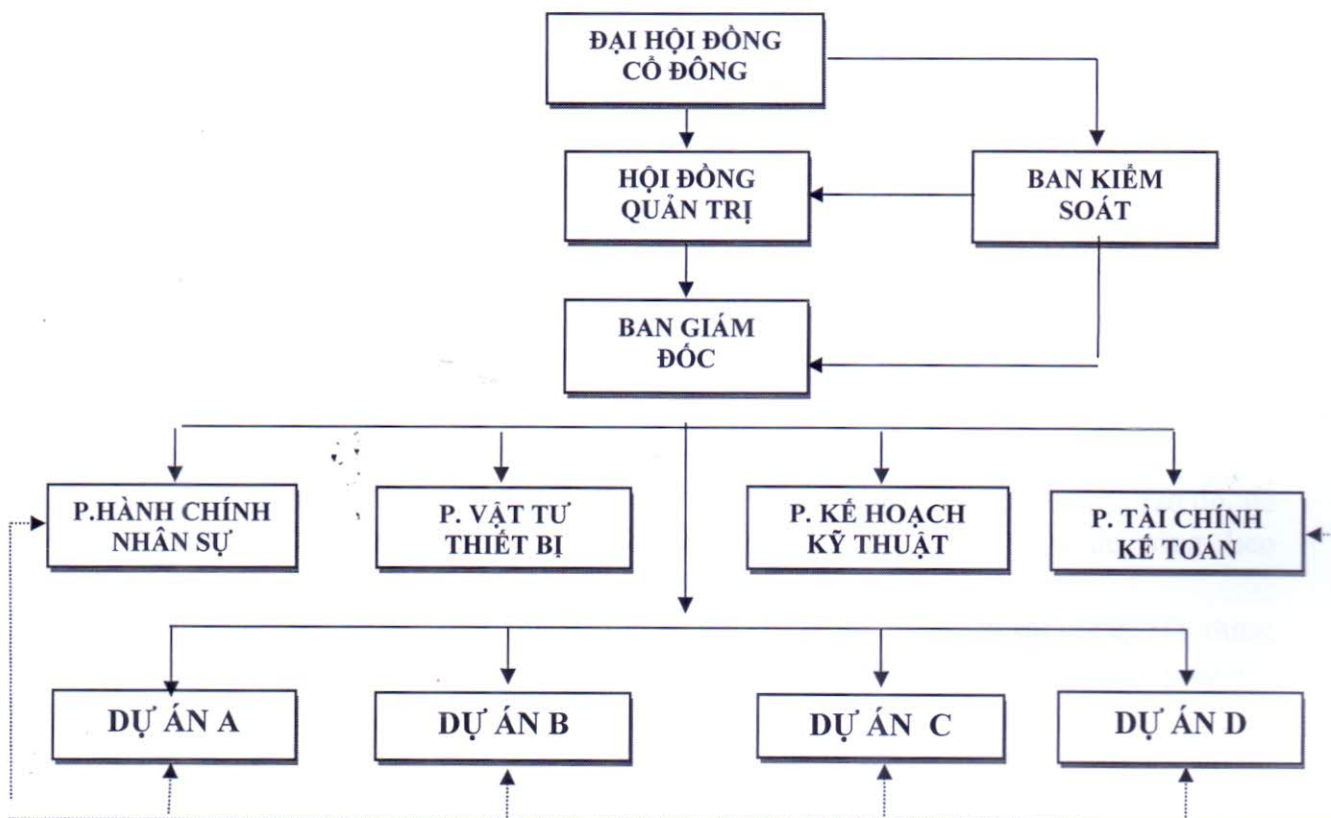 ĐẠI HỘI ĐỒNG
CỔ ĐÔNG
HỘI ĐỒNG
QUẢN TRỊ
BAN KIỂM
SOÁT
BAN GIÁM
ĐỐC
P.HÀNH CHÍNH
NHÂN SỰ
P. VẬT TƯ
THIẾT BỊ
P. KẾ HOẠCH
KỸ THUẬT
P. TÀI CHÍNH
KẾ TOÁN
DỰ ÁN A
DỰ ÁN B
DỰ ÁN C
DỰ ÁN D